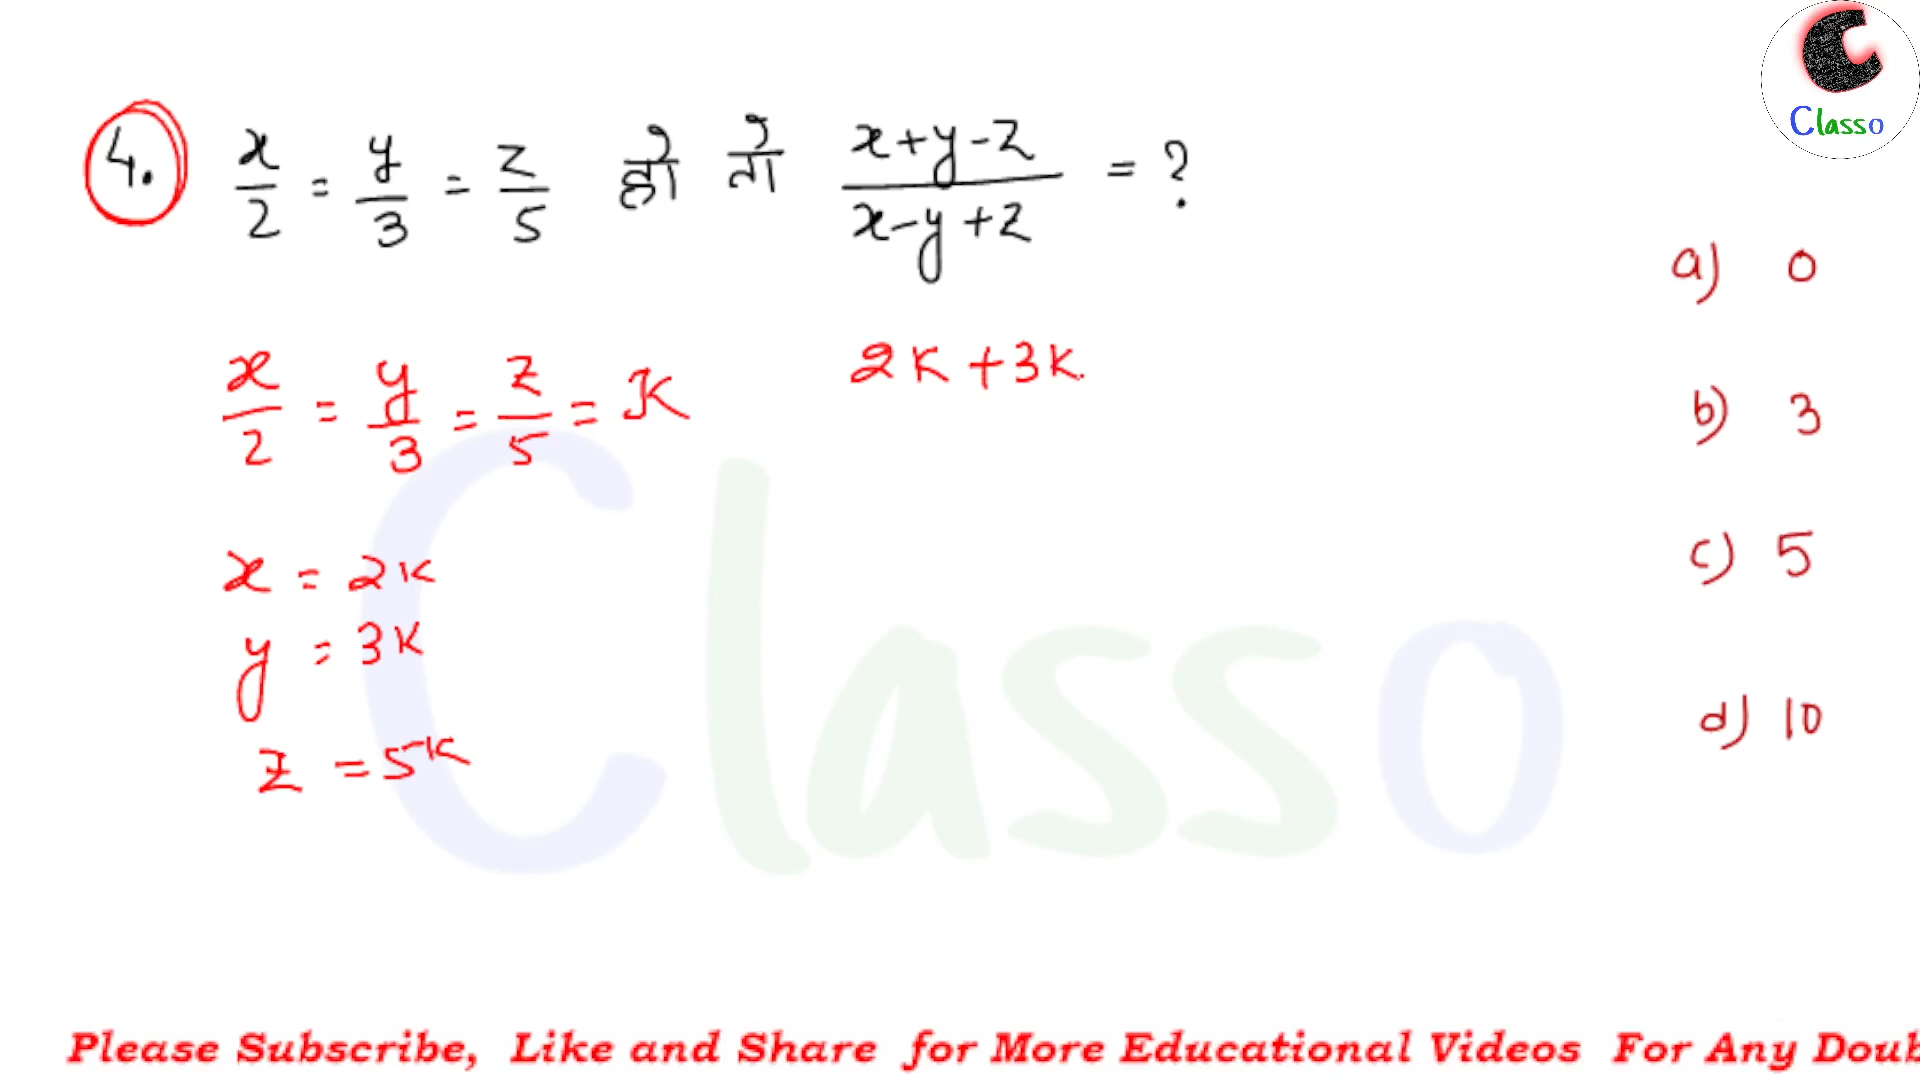 Classo
4. x/2 = y/3 = z/5 हो तो (x+y-z)/(x-y+z) = ?
a) 0
x/2 = y/3 = z/5 = K
2K + 3K
b) 3
x = 2K
c) 5
y = 3K
z = 5K
d) 10
Classo
Please Subscribe, Like and Share for More Educational Videos For Any Doub